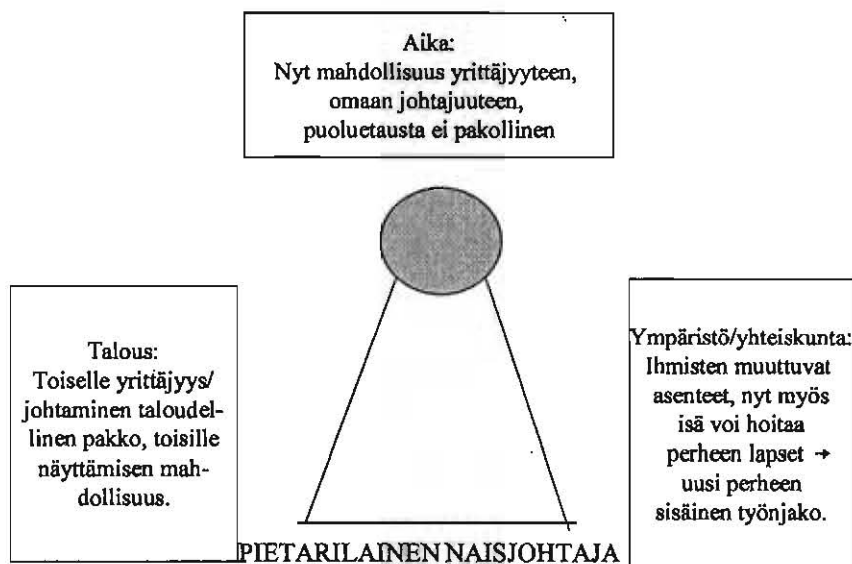 Aika:
Nyt mahdollisuus yrittäjyyteen,
omaan johtajuuteen,
puoluetausta ei pakollinen
Talous:
Toiselle yrittäjyys/
johtaminen taloudel-
linen pakko, toisille
näyttämisen mah-
dollisuus.
Ympäristö/yhteiskunta:
Ihmisten muuttuvat
asenteet, nyt myös
isä voi hoitaa
perheen lapset →
uusi perheen
sisäinen työnjako.
PIETARILAINEN NAISJOHTAJA